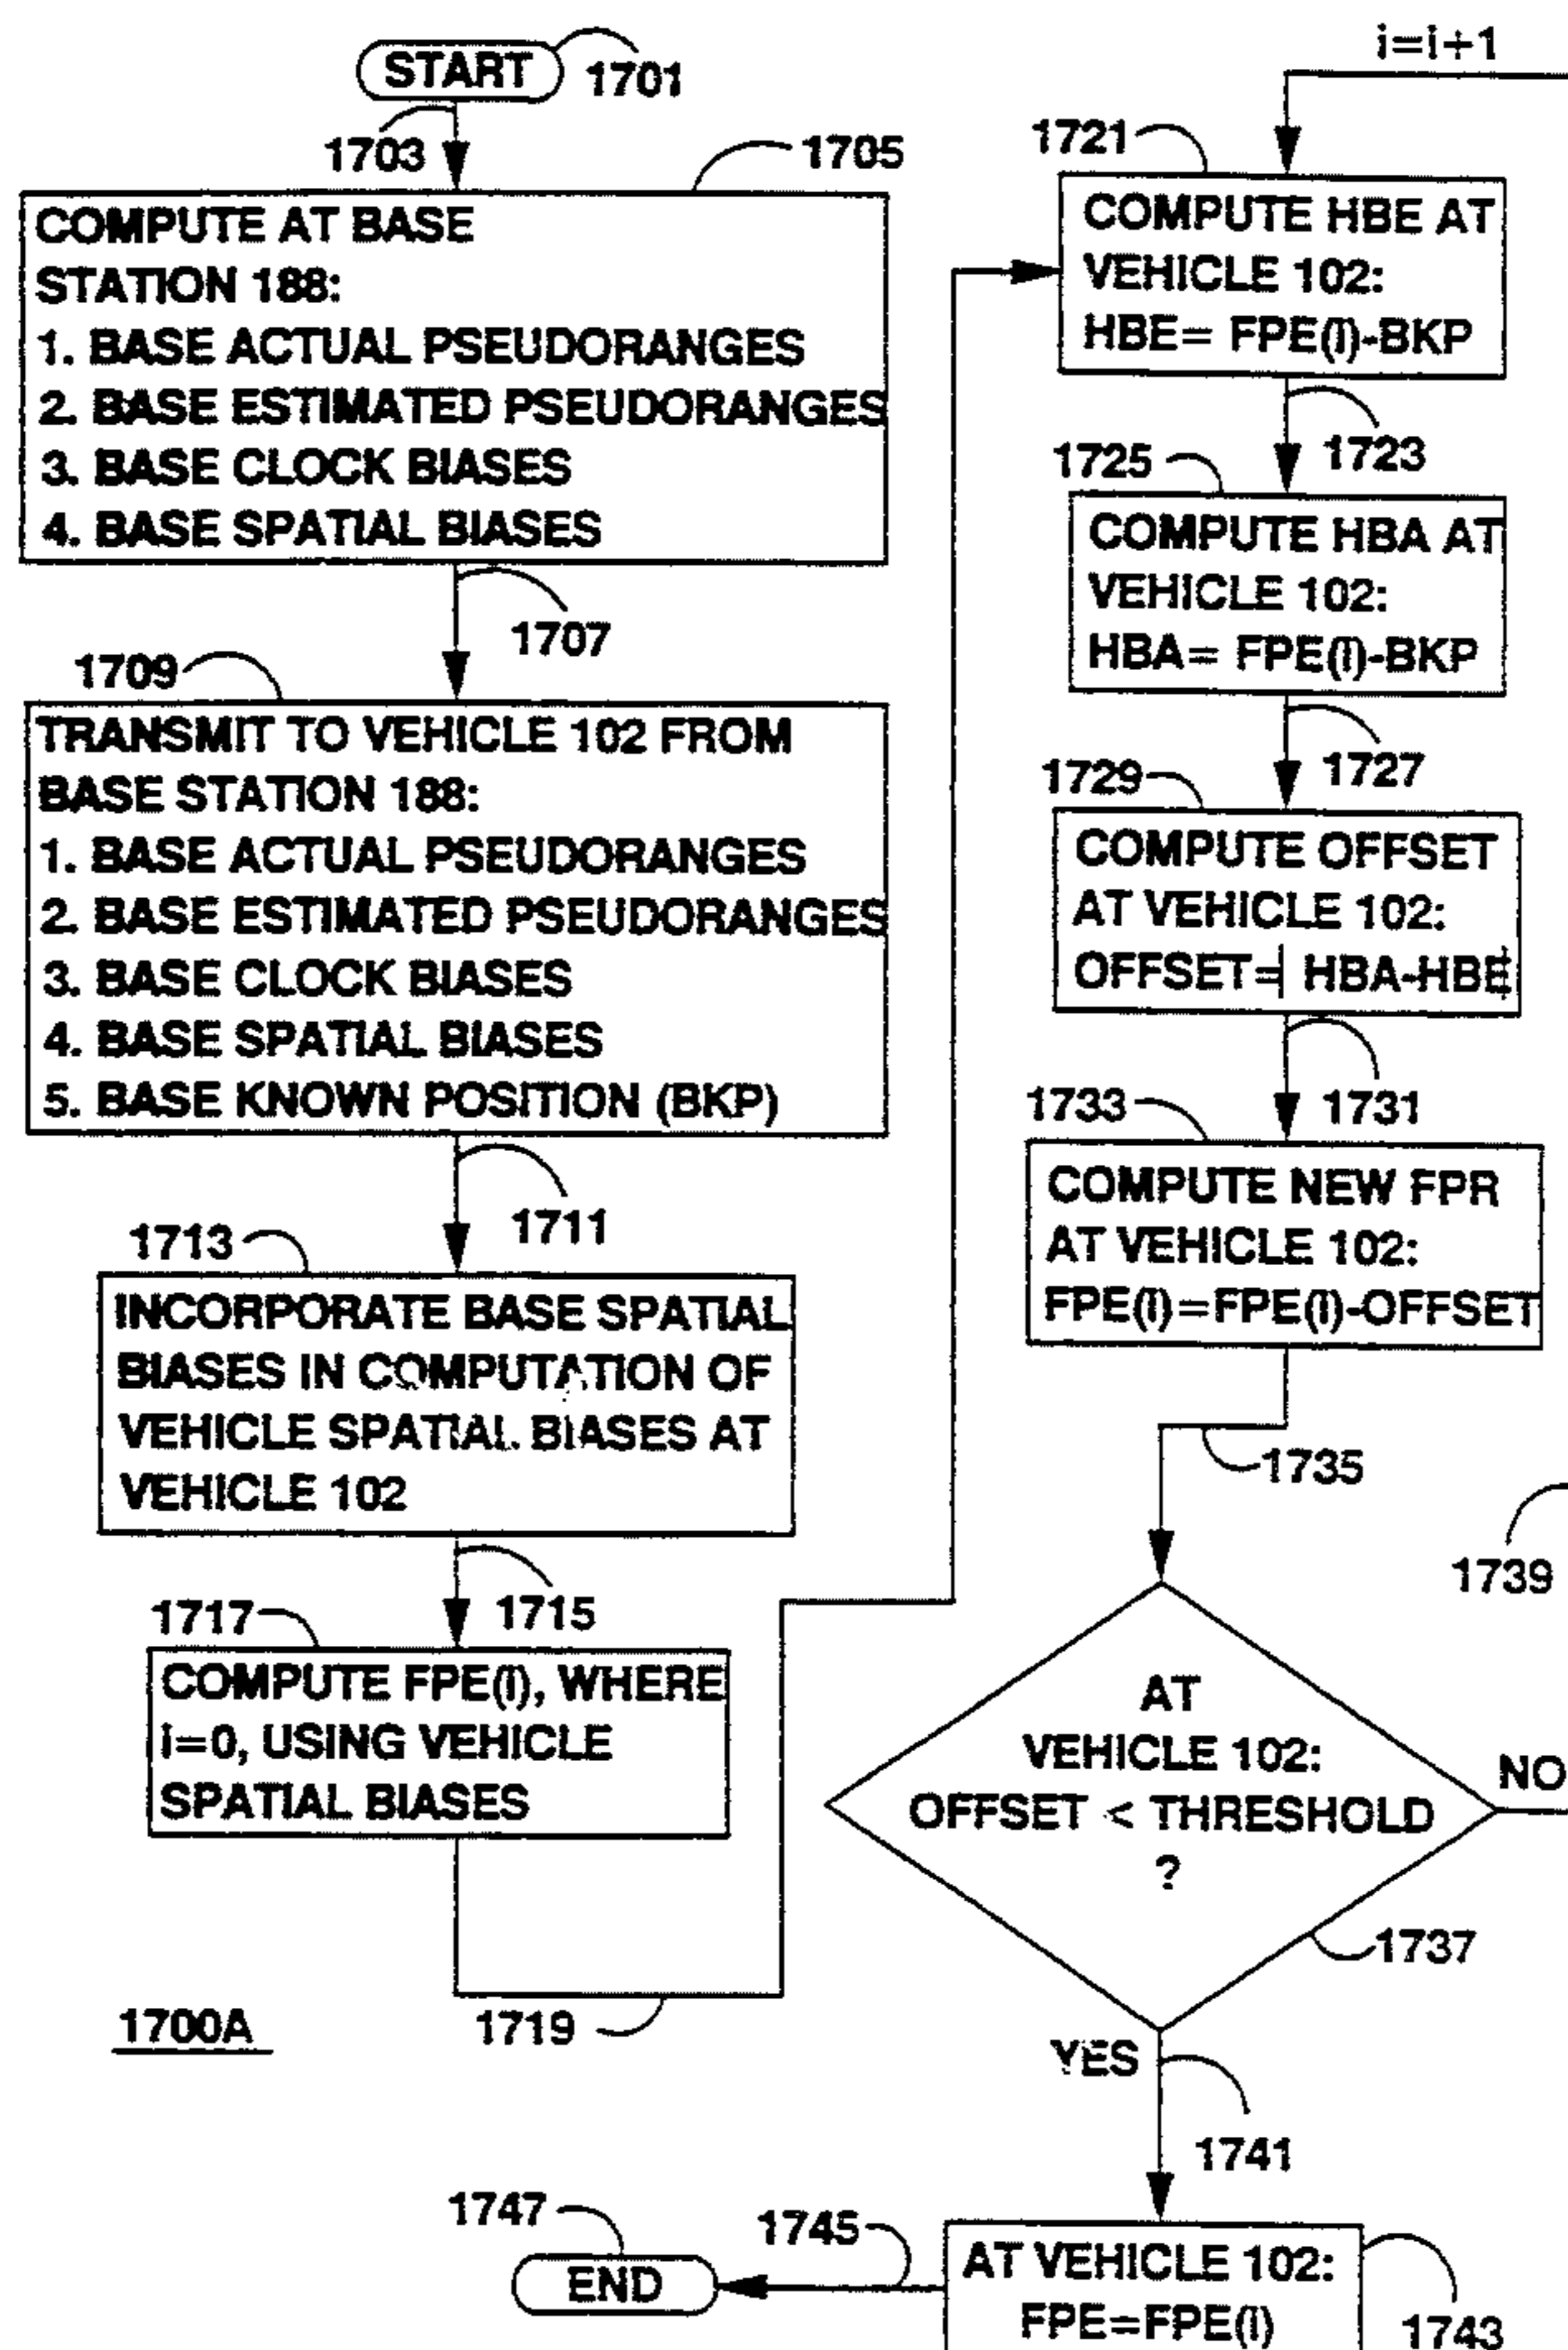 START
1701
1703
1705
COMPUTE AT BASE
STATION 188:
1. BASE ACTUAL PSEUDORANGES
2. BASE ESTIMATED PSEUDORANGES
3. BASE CLOCK BIASES
4. BASE SPATIAL BIASES
1707
1709
TRANSMIT TO VEHICLE 102 FROM
BASE STATION 188:
1. BASE ACTUAL PSEUDORANGES
2. BASE ESTIMATED PSEUDORANGES
3. BASE CLOCK BIASES
4. BASE SPATIAL BIASES
5. BASE KNOWN POSITION (BKP)
1711
1713
INCORPORATE BASE SPATIAL
BIASES IN COMPUTATION OF
VEHICLE SPATIAL BIASES AT
VEHICLE 102
1715
1717
COMPUTE FPE(i), WHERE
i=0, USING VEHICLE
SPATIAL BIASES
1719
1700A
i=i+1
1721
COMPUTE HBE AT
VEHICLE 102:
HBE= FPE(i)-BKP
1723
1725
COMPUTE HBA AT
VEHICLE 102:
HBA= FPE(i)-BKP
1727
1729
COMPUTE OFFSET
AT VEHICLE 102:
OFFSET=| HBA-HBE|
1731
1733
COMPUTE NEW FPR
AT VEHICLE 102:
FPE(i)=FPE(i)-OFFSET
1735
1739
AT
VEHICLE 102:
OFFSET < THRESHOLD
?
NO
1737
YES
1741
1743
AT VEHICLE 102:
FPE=FPE(i)
1745
1747
END